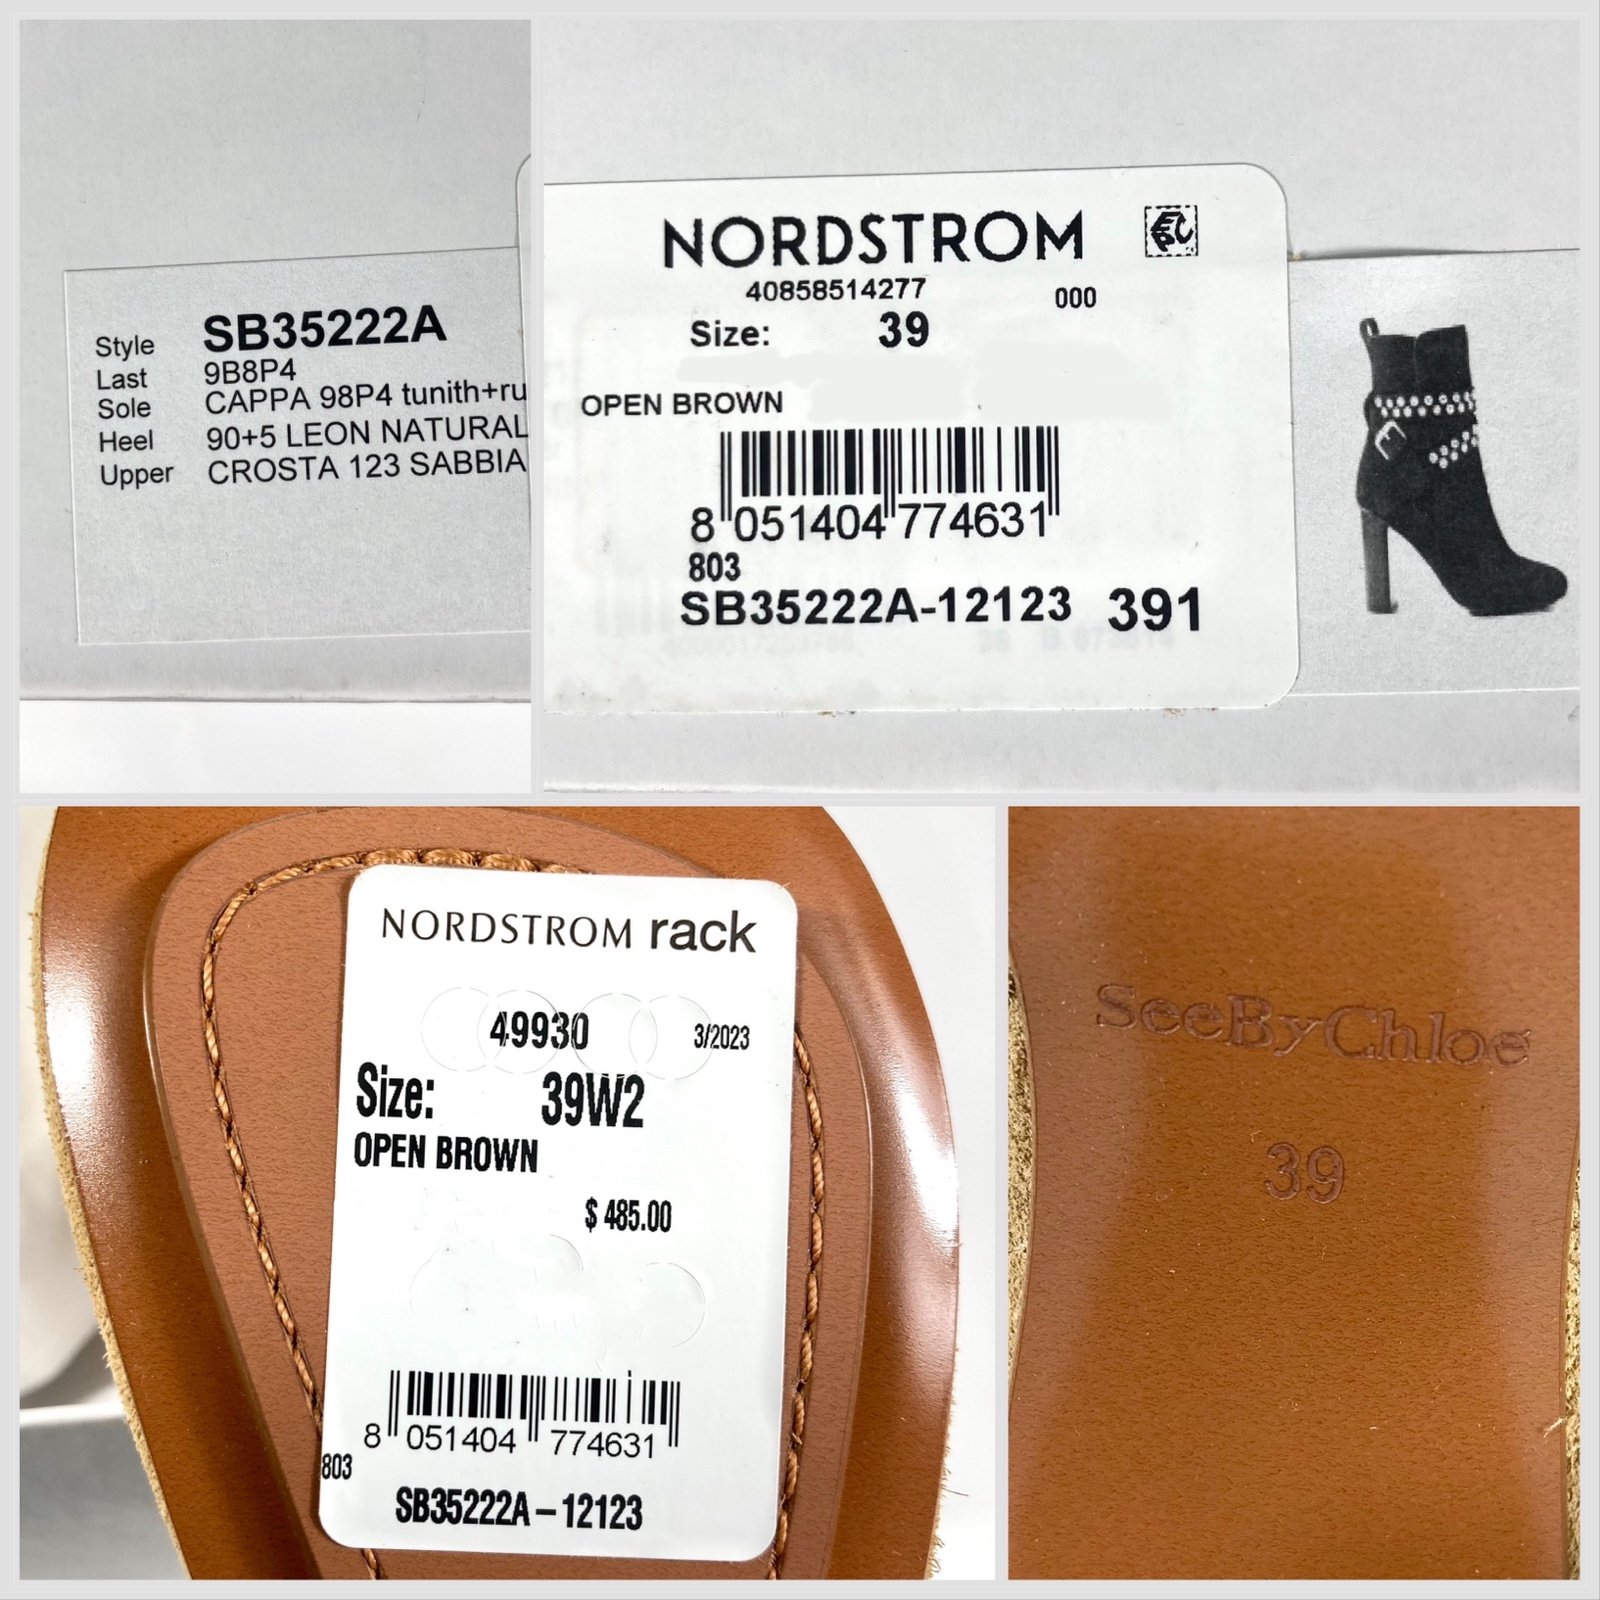 Style SB35222A
Last 9B8P4
Sole CAPPA 98P4 tunith+ru
Heel 90+5 LEON NATURAL
Upper CROSTA 123 SABBIA
NORDSTROM
40858514277 000
Size: 39
OPEN BROWN
8 051404 774631
803
SB35222A-12123 391
NORDSTROM rack
49930 3/2023
Size: 39W2
OPEN BROWN
$ 485.00
8 051404 774631
803
SB35222A-12123
SeeByChloe
39